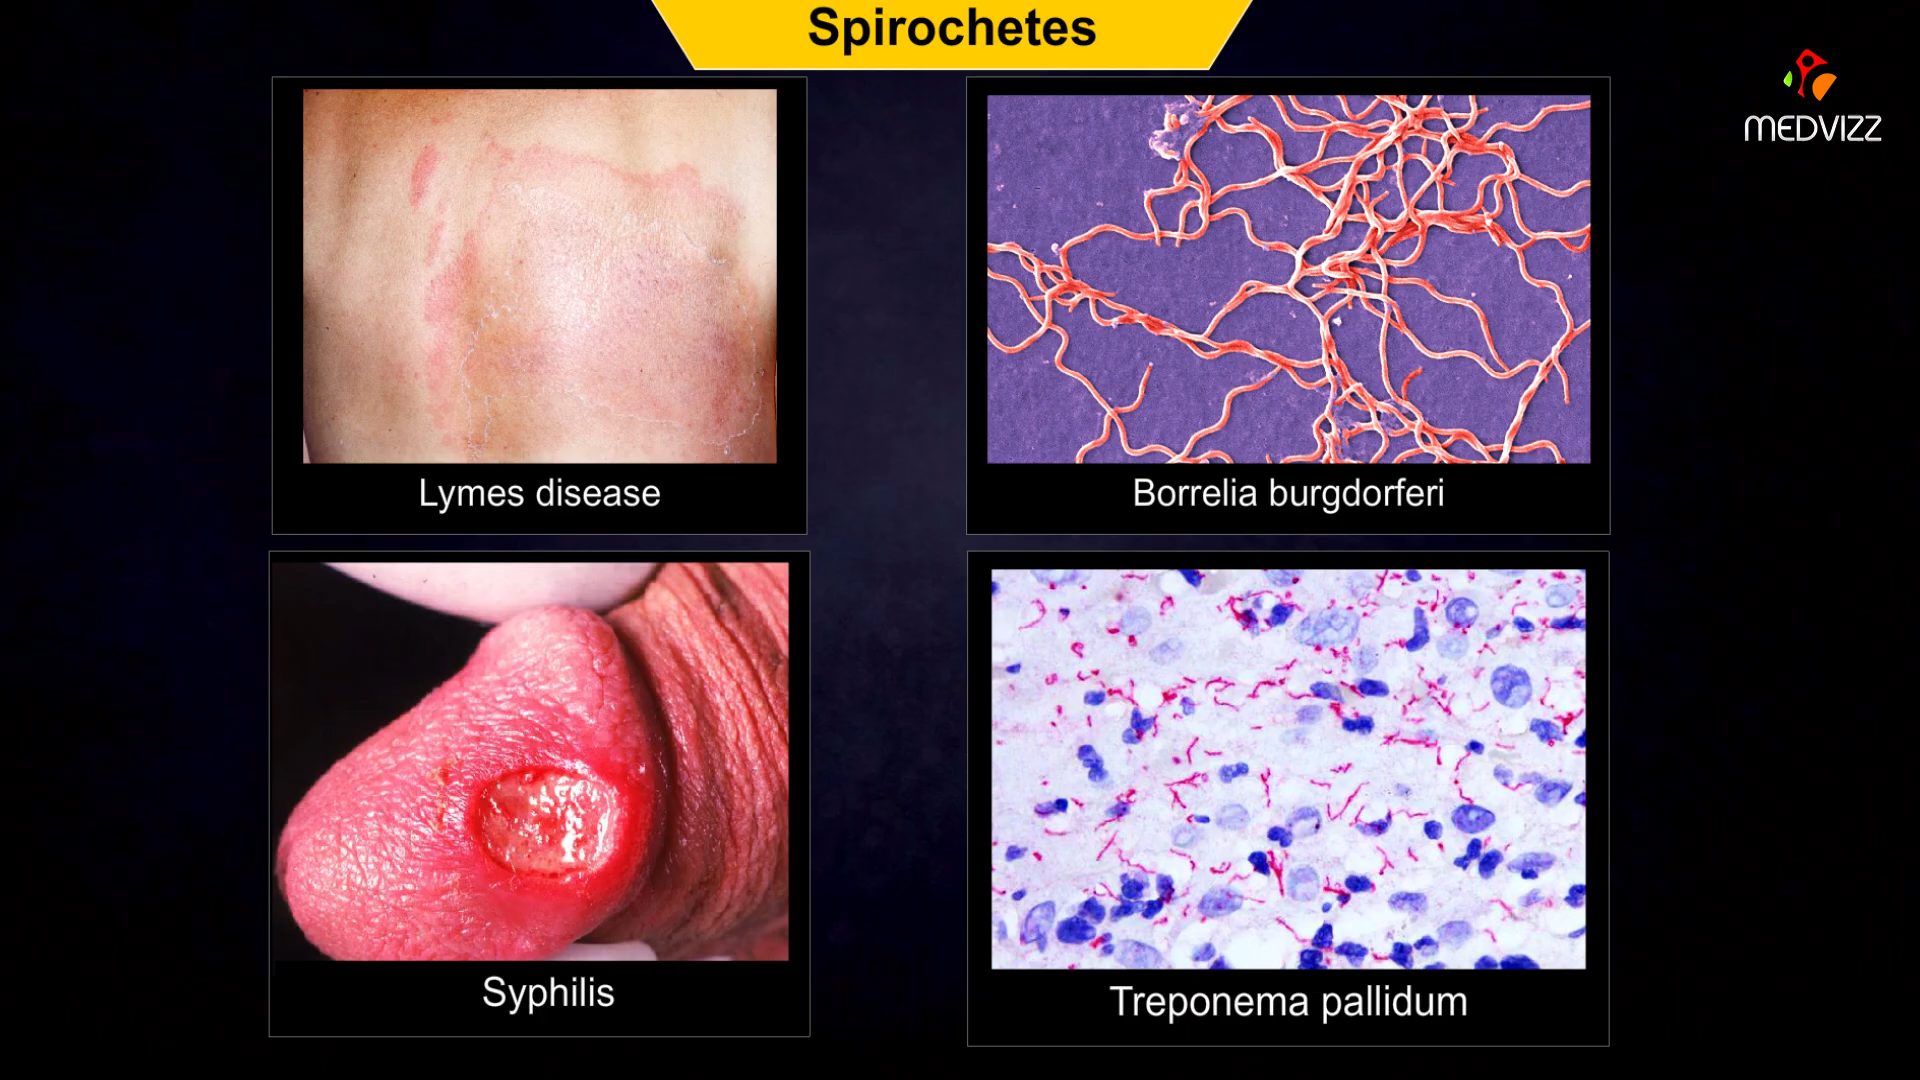 Spirochetes
MEDVIZZ
Lymes disease
Borrelia burgdorferi
Syphilis
Treponema pallidum